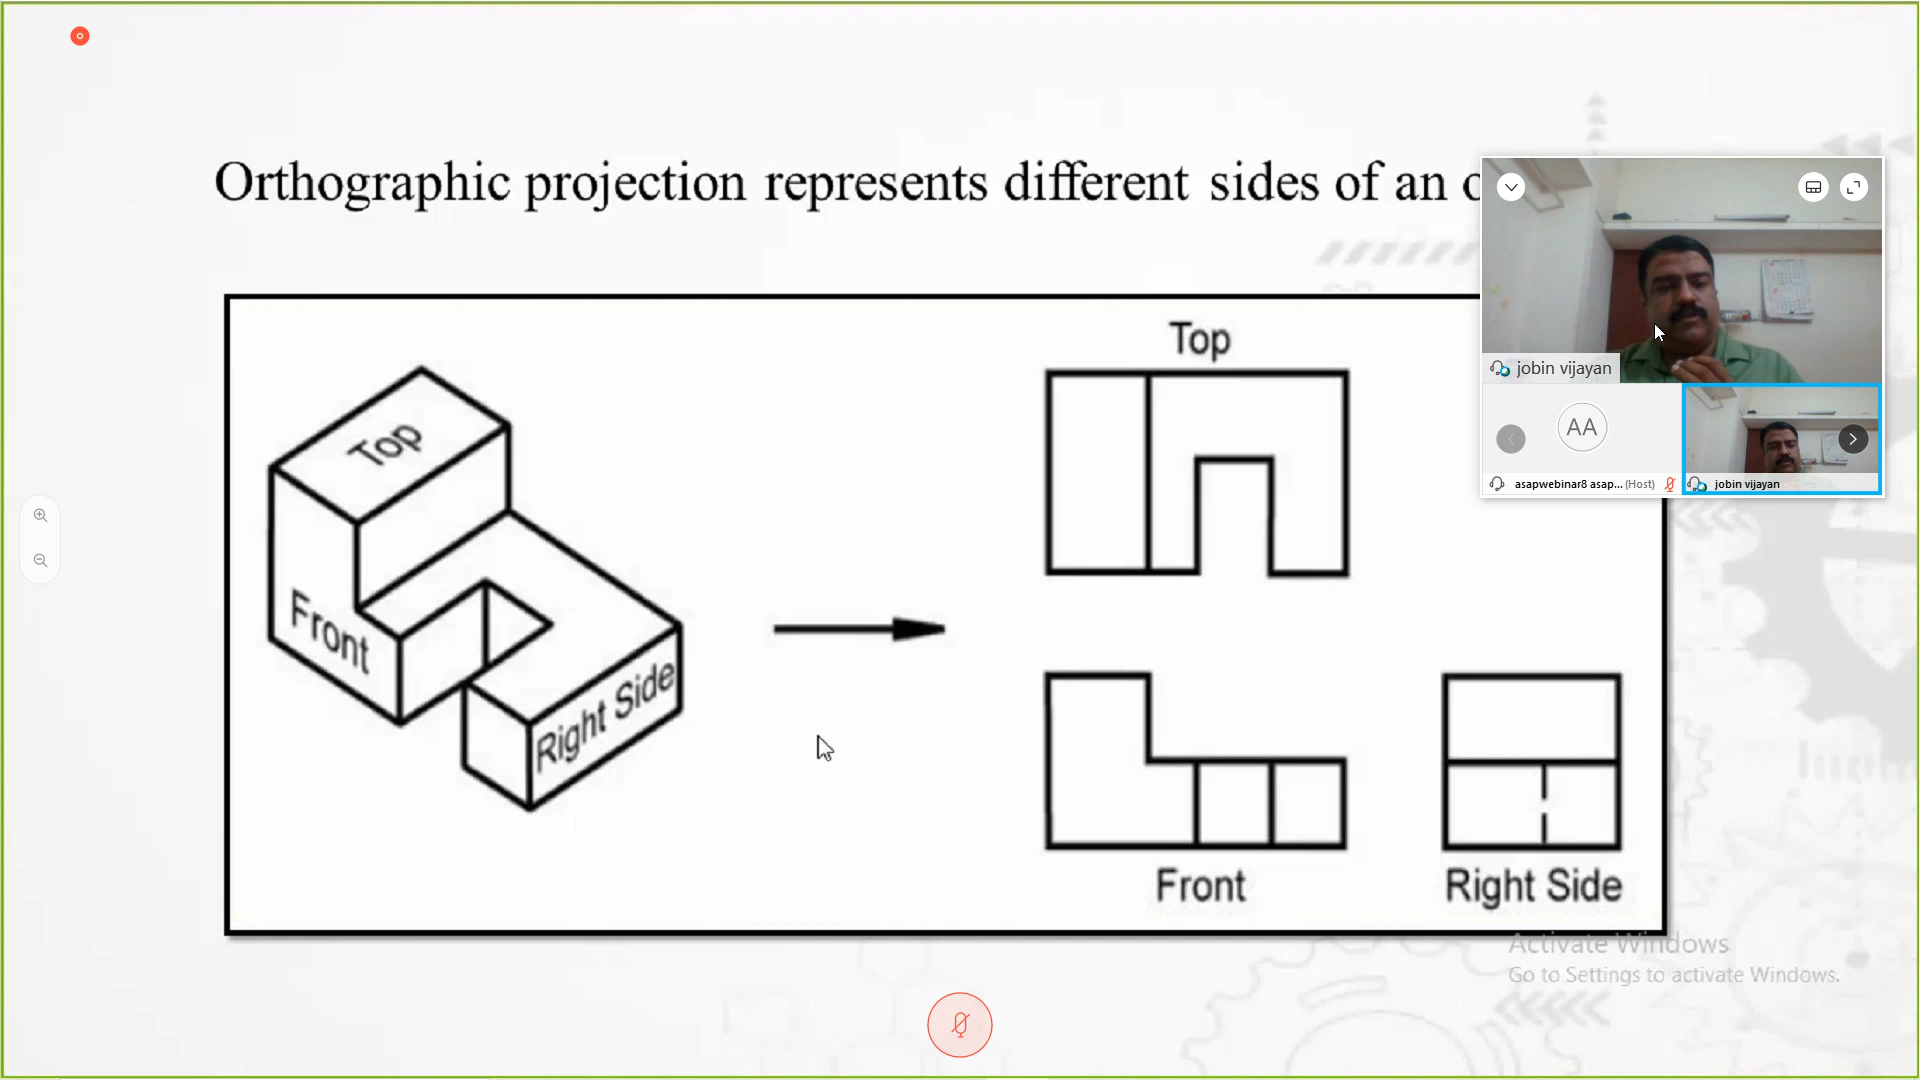 Orthographic projection represents different sides of an
Top
Front
Right Side
Top
Front
Right Side
jobin vijayan
AA
asapwebinar8 asap... (Host)
jobin vijayan
Activate Windows
Go to Settings to activate Windows.